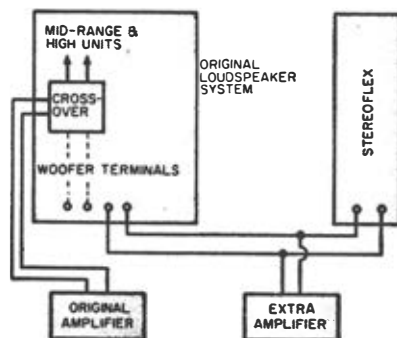 MID-RANGE &
HIGH UNITS
ORIGINAL
LOUDSPEAKER
SYSTEM
CROSS-
OVER
STEREOFLEX
WOOFER TERMINALS
ORIGINAL
AMPLIFIER
EXTRA
AMPLIFIER